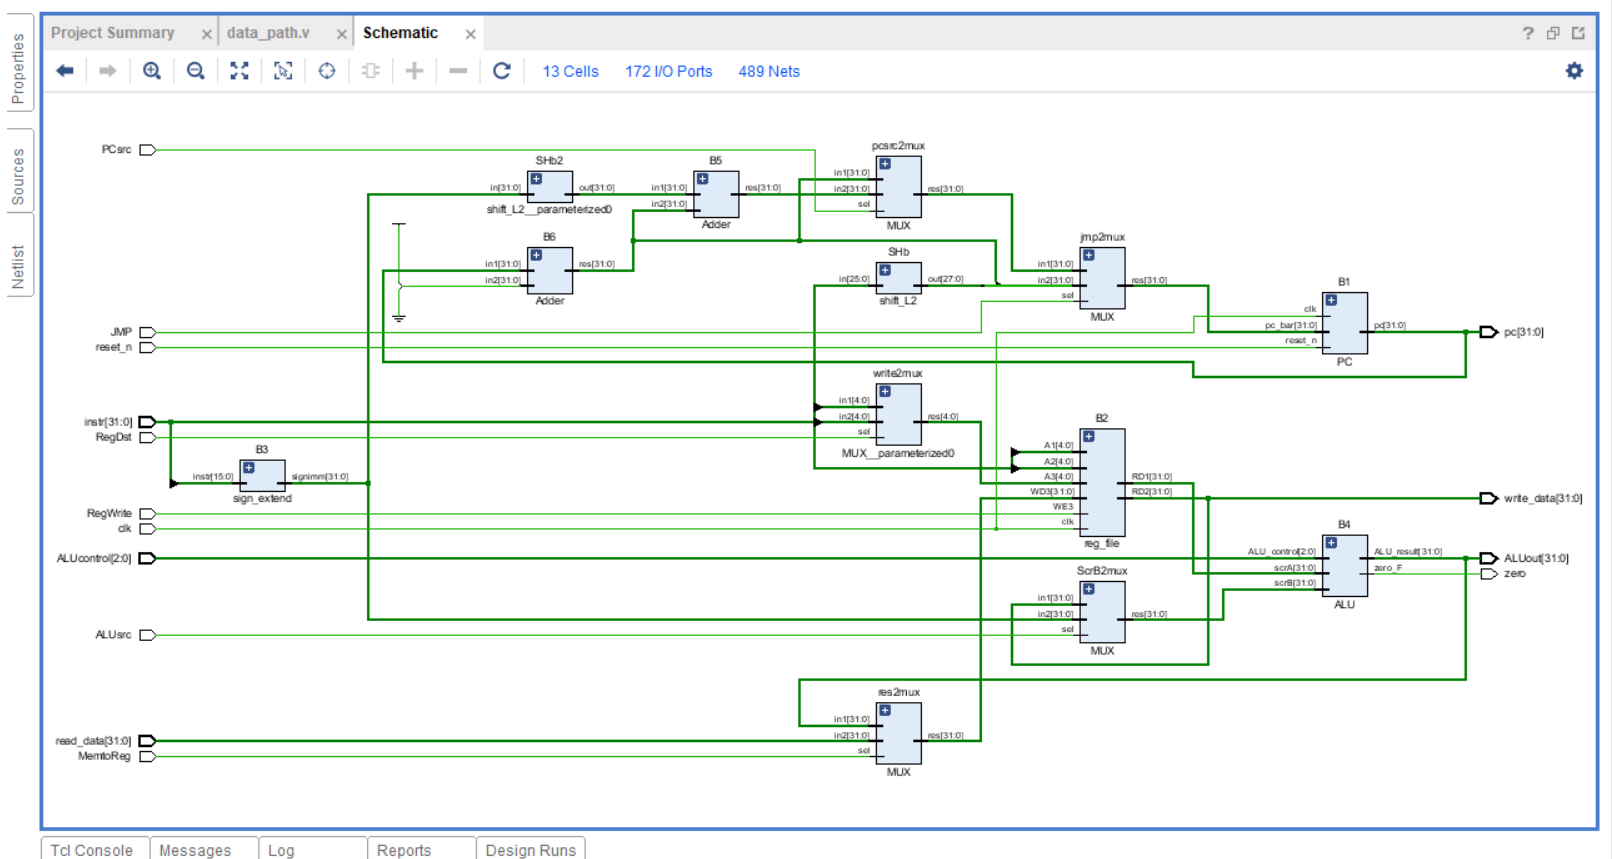 Project Summary × data_path.v × Schematic ×
?
13 Cells 172 I/O Ports 489 Nets
Properties
Sources
Netlist
PCsrc
SHb2
in[31:0] out[31:0]
shift_L2__parameterized0
B5
in1[31:0] res[31:0]
in2[31:0]
Adder
pcsrc2mux
in1[31:0]
in2[31:0] res[31:0]
sel
MUX
B6
in1[31:0] res[31:0]
in2[31:0]
Adder
SHb
in[25:0] out[27:0]
shift_L2
jmp2mux
in1[31:0]
in2[31:0] res[31:0]
sel
MUX
B1
clk
pc_bar[31:0] pc[31:0]
reset_n
PC
pc[31:0]
JMP
reset_n
write2mux
in1[4:0]
in2[4:0] res[4:0]
sel
MUX__parameterized0
instr[31:0]
RegDst
B3
instr[15:0] signimm[31:0]
sign_extend
B2
A1[4:0]
A2[4:0]
A3[4:0] RD1[31:0]
WD3[31:0] RD2[31:0]
WE3
clk
reg_file
write_data[31:0]
RegWrite
clk
ALUcontrol[2:0]
B4
ALU_control[2:0] ALU_result[31:0]
scrA[31:0] zero_F
scrB[31:0]
ALU
ALUout[31:0]
zero
ScrB2mux
in1[31:0]
in2[31:0] res[31:0]
sel
MUX
ALUsrc
res2mux
in1[31:0]
in2[31:0] res[31:0]
sel
MUX
read_data[31:0]
MemtoReg
Tcl Console Messages Log Reports Design Runs